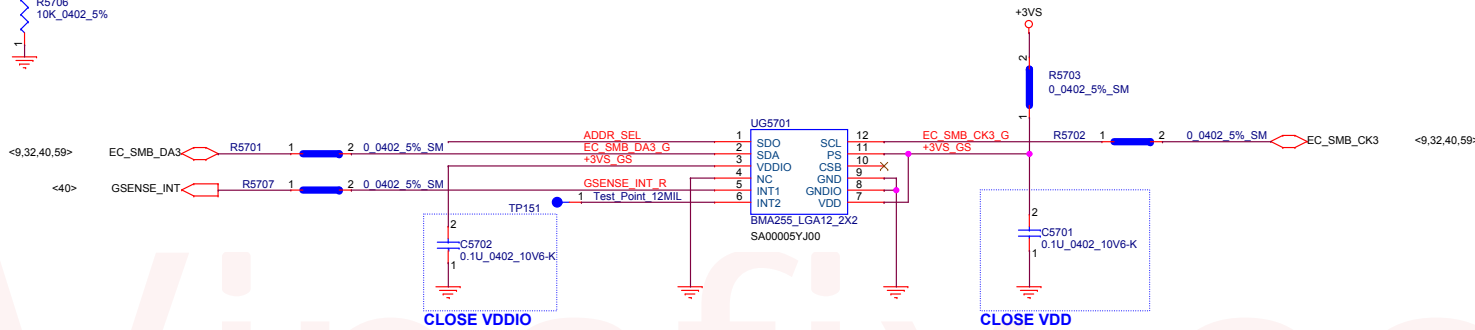 R5706
10K_0402_5%
1
+3VS
2
R5703
0_0402_5%_SM
1
UG5701
<9,32,40,59>
EC_SMB_DA3
R5701
1
2
0_0402_5%_SM
ADDR_SEL
EC_SMB_DA3_G
+3VS_GS
1
2
3
4
5
6
SDO
SDA
VDDIO
NC
INT1
INT2
SCL
PS
CSB
GND
GNDIO
VDD
12
11
10
9
8
7
EC_SMB_CK3_G
+3VS_GS
R5702
1
2
0_0402_5%_SM
EC_SMB_CK3
<9,32,40,59>
<40>
GSENSE_INT
R5707
1
2
0_0402_5%_SM
GSENSE_INT_R
TP151
1
Test_Point_12MIL
BMA255_LGA12_2X2
SA00005YJ00
2
C5702
0.1U_0402_10V6-K
1
2
C5701
0.1U_0402_10V6-K
1
CLOSE VDDIO
CLOSE VDD